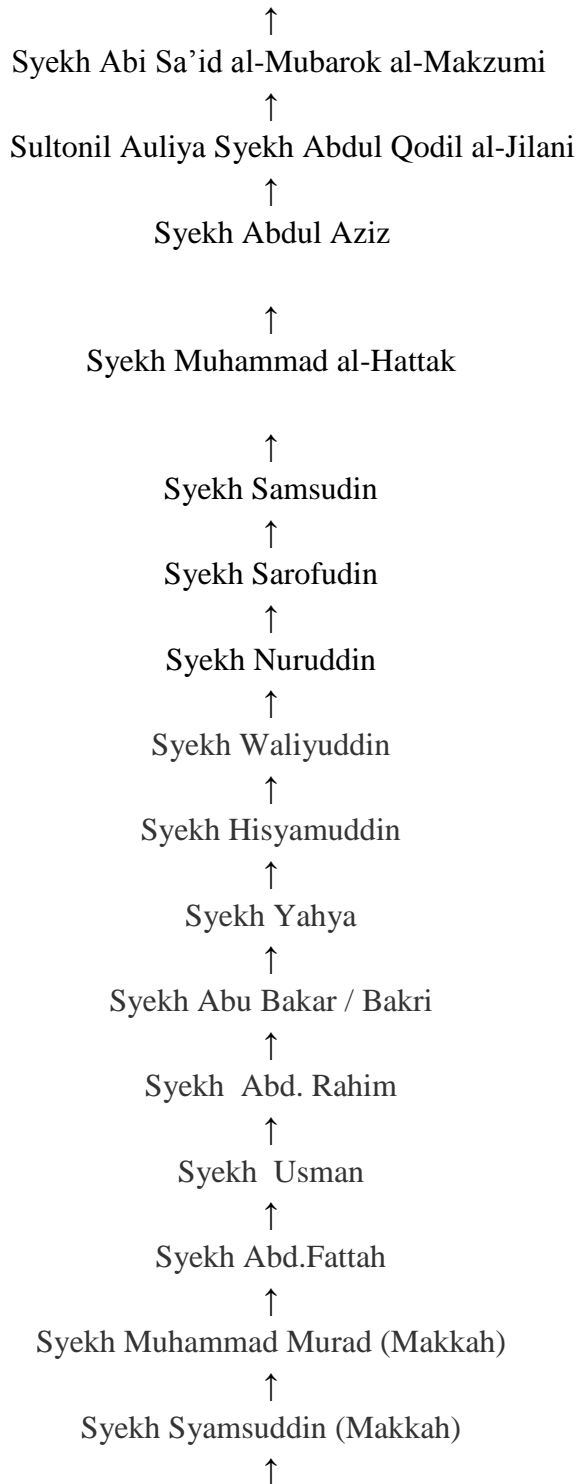 ↑
Syekh Abi Sa’id al-Mubarok al-Makzumi
↑
Sultonil Auliya Syekh Abdul Qodil al-Jilani
↑
Syekh Abdul Aziz
↑
Syekh Muhammad al-Hattak
↑
Syekh Samsudin
↑
Syekh Sarofudin
↑
Syekh Nuruddin
↑
Syekh Waliyuddin
↑
Syekh Hisyamuddin
↑
Syekh Yahya
↑
Syekh Abu Bakar / Bakri
↑
Syekh  Abd. Rahim
↑
Syekh  Usman
↑
Syekh Abd.Fattah
↑
Syekh Muhammad Murad (Makkah)
↑
Syekh Syamsuddin (Makkah)
↑